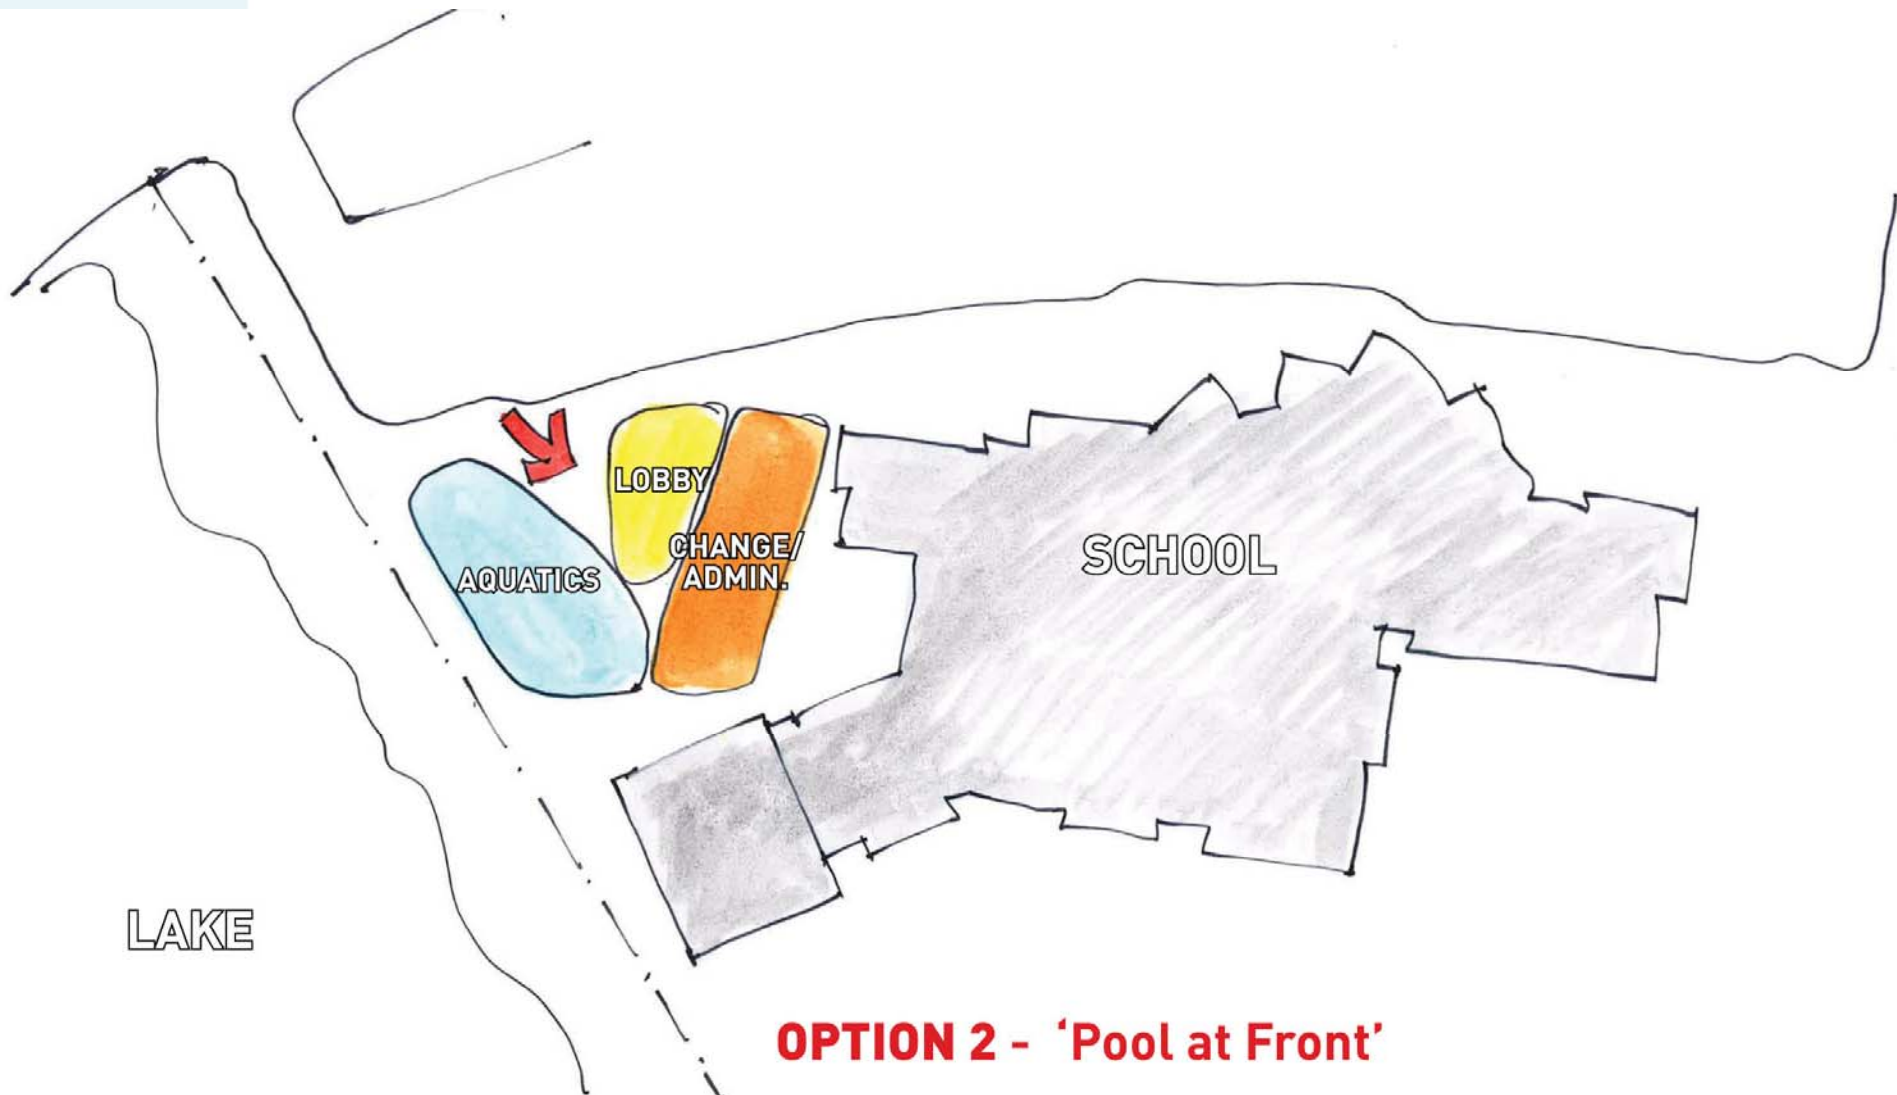 LOBBY
CHANGE/
ADMIN.
AQUATICS
SCHOOL
LAKE
OPTION 2 - ‘Pool at Front’